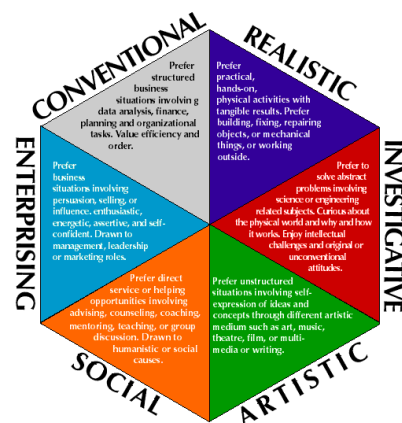 CONVENTIONAL
Prefer
structured
business
situations involvin g
data analysis, finance,
planning and organizational
tasks. Value efficiency and
order.
REALISTIC
Prefer
practical,
hands-on,
physical activities with
tangible results. Prefer
building, fixing, repairing
objects, or mechanical
things, or working
outside.
ENTERPRISING
Prefer
business
situations involving
persuasion, selling, or
influence. enthusiastic,
energetic, assertive, and self-
confident. Drawn to
management, leadership
or marketing roles.
INVESTIGATIVE
Prefer to
solve abstract
problems involving
science or engineering
related subjects. Curious about
the physical world and why and how
it works. Enjoy intellectual
challenges and original or
unconventional
attitudes.
SOCIAL
Prefer direct
service or helping
opportunities involving
advising, counseling, coaching,
mentoring, teaching, or group
discussion. Drawn to
humanistic or social
causes.
ARTISTIC
Prefer unstructured
situations involving self-
expression of ideas and
concepts through different artistic
medium such as art, music,
theatre, film, or multi-
media or writing.